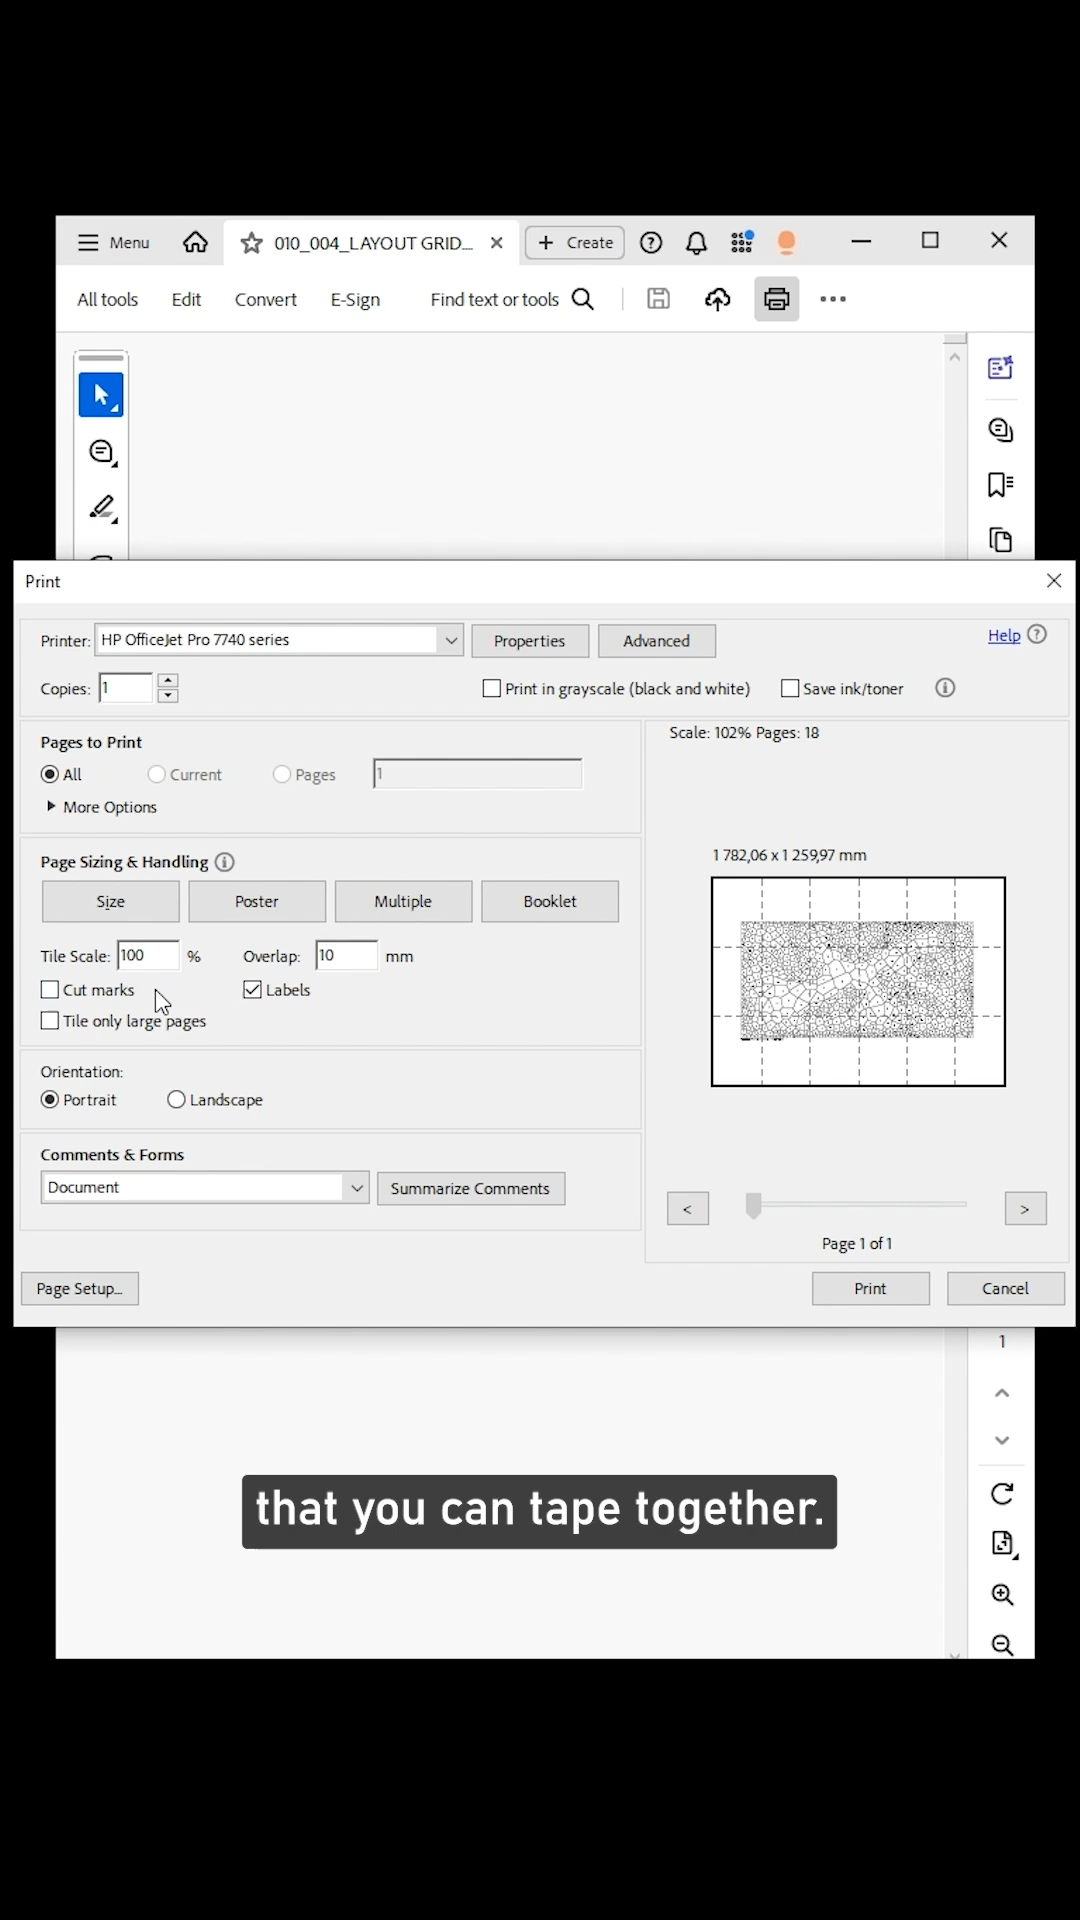 Menu
010_004_LAYOUT GRID...
+ Create
All tools
Edit
Convert
E-Sign
Find text or tools
Print
Printer:
HP OfficeJet Pro 7740 series
Properties
Advanced
Help
Copies:
1
Print in grayscale (black and white)
Save ink/toner
Pages to Print
Scale: 102% Pages: 18
All
Current
Pages
1
More Options
Page Sizing & Handling
1 782,06 x 1 259,97 mm
Size
Poster
Multiple
Booklet
Tile Scale:
100
%
Overlap:
10
mm
Cut marks
Labels
Tile only large pages
Orientation:
Portrait
Landscape
Comments & Forms
Document
Summarize Comments
<
>
Page 1 of 1
Page Setup...
Print
Cancel
1
that you can tape together.